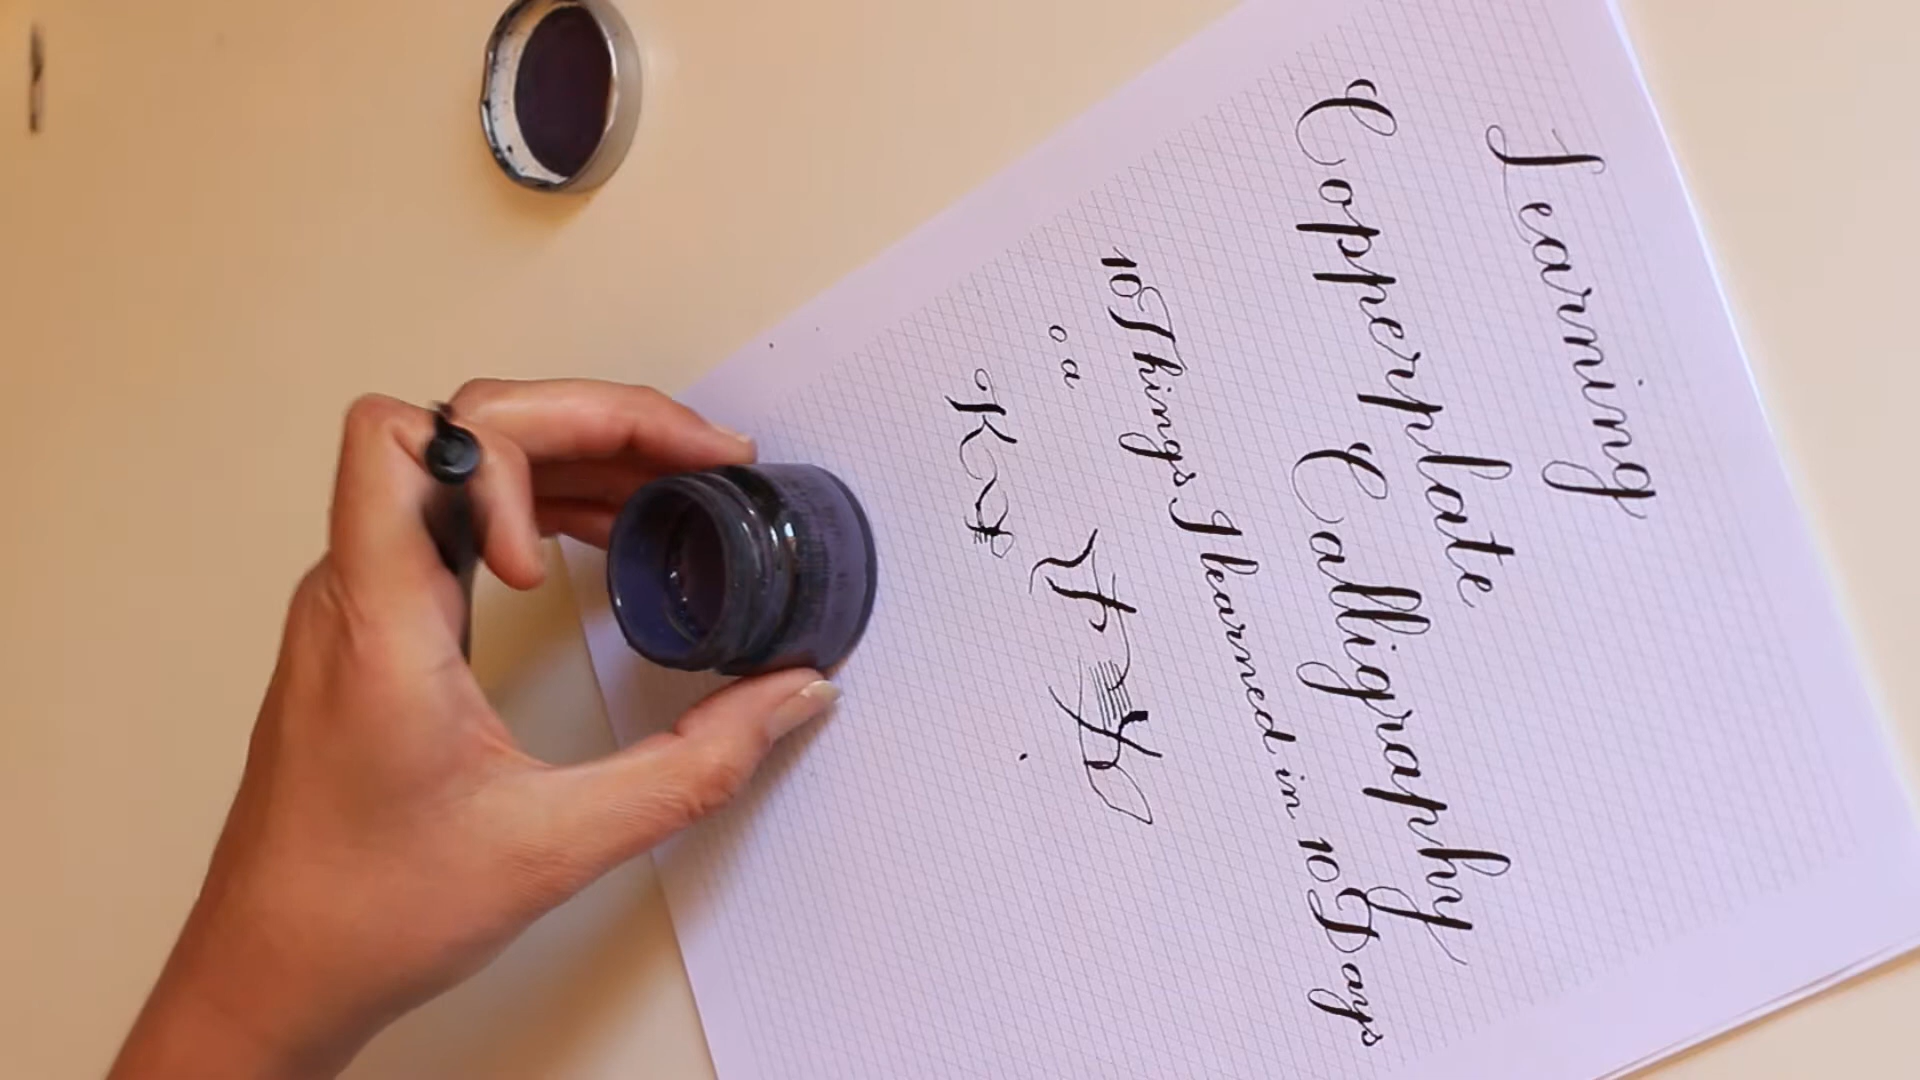 Learning
Copperplate Calligraphy
10 Things I learned in 10 Days
o a
K